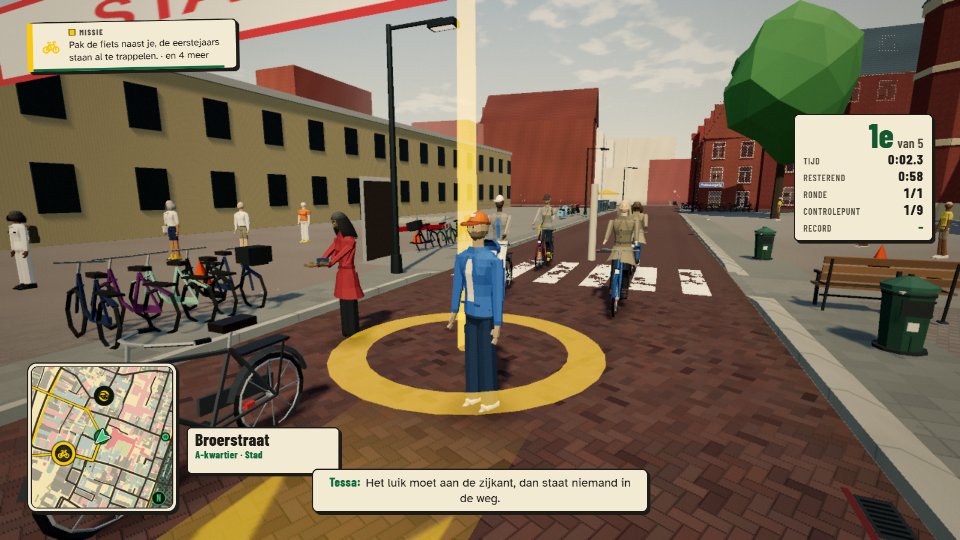 STA
MISSIE
Pak de fiets naast je, de eerstejaars
staan al te trappelen. · en 4 meer
1e van 5
TIJD 0:02.3
RESTEREND 0:58
RONDE 1/1
CONTROLEPUNT 1/9
RECORD –
N
Broerstraat
A-kwartier · Stad
Tessa: Het luik moet aan de zijkant, dan staat niemand in
de weg.